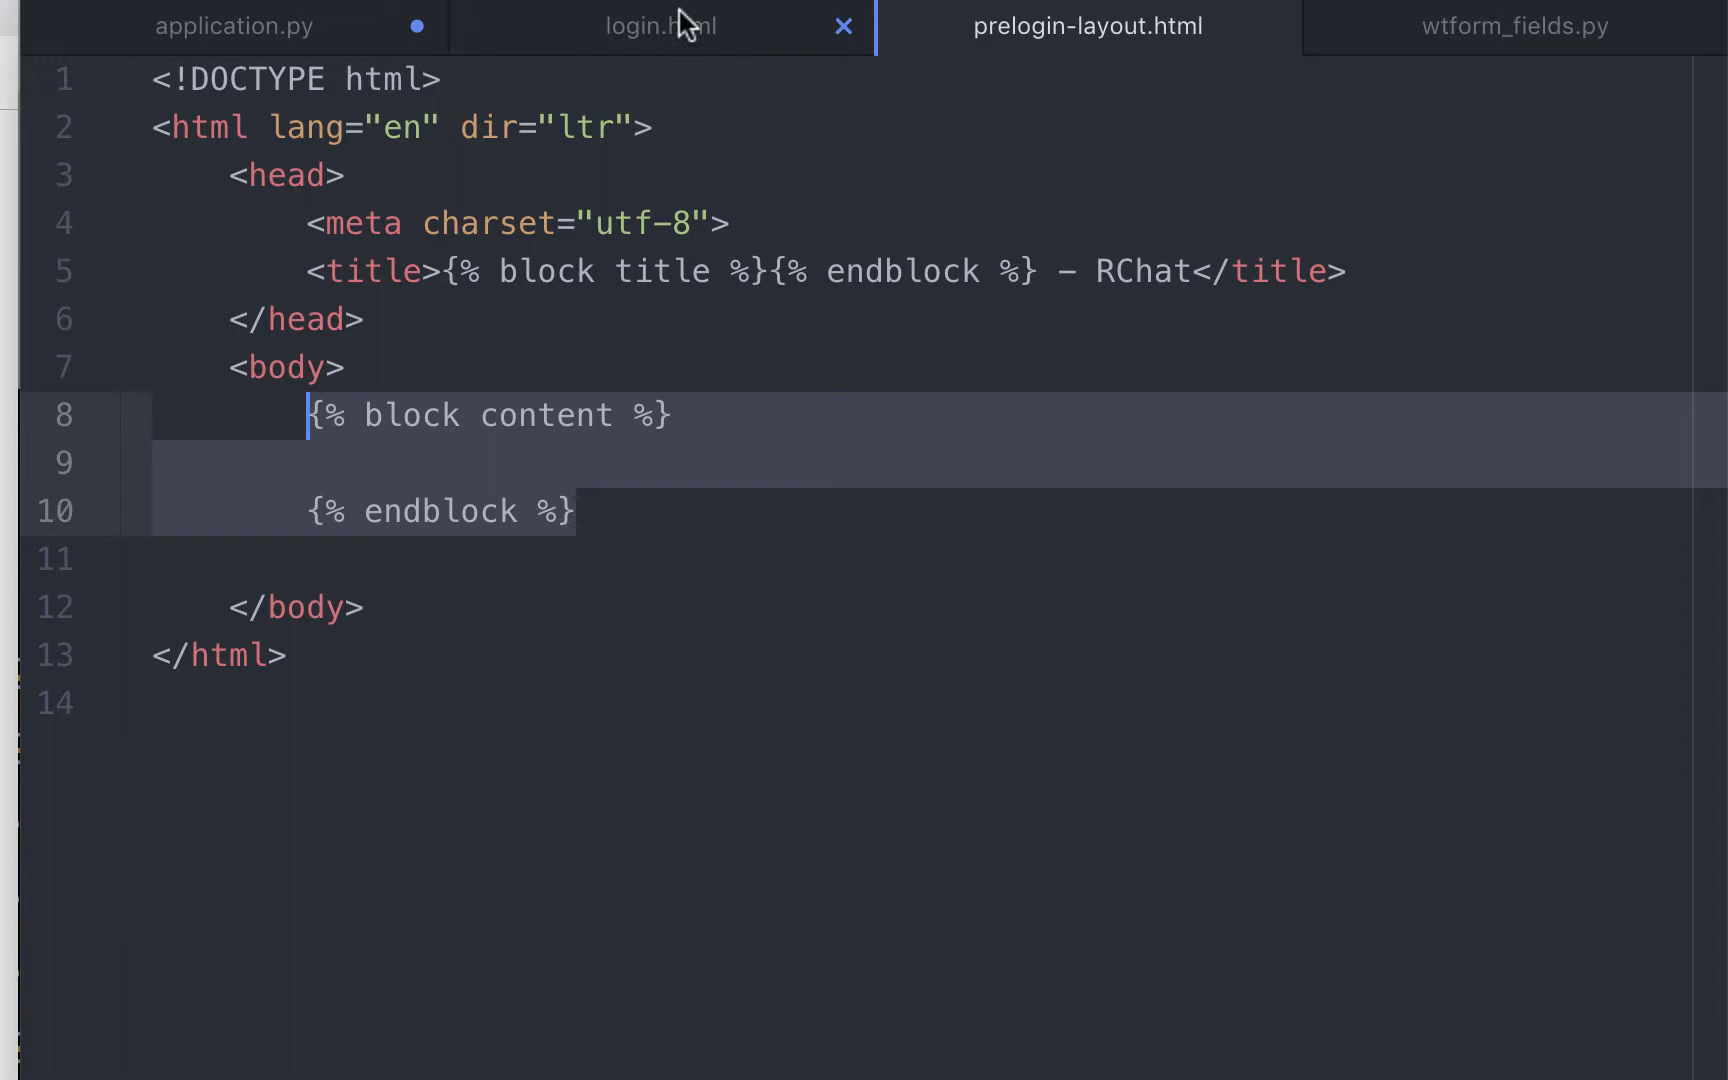 application.py login.html prelogin-layout.html wtform_fields.py
1 <!DOCTYPE html>
2 <html lang="en" dir="ltr">
3 <head>
4 <meta charset="utf-8">
5 <title>{% block title %}{% endblock %} - RChat</title>
6 </head>
7 <body>
8 {% block content %}
9
10 {% endblock %}
11
12 </body>
13 </html>
14